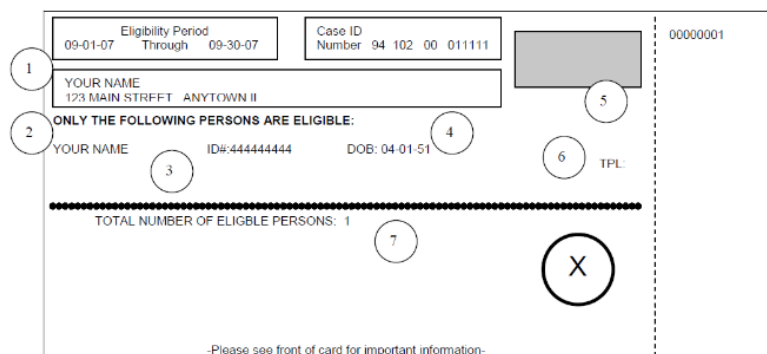 Eligibility Period
09-01-07 Through 09-30-07
Case ID
Number 94 102 00 011111
00000001
1
YOUR NAME
123 MAIN STREET ANYTOWN Il
5
2
ONLY THE FOLLOWING PERSONS ARE ELIGIBLE:
4
YOUR NAME ID#:444444444 DOB: 04-01-51
3
6
TPL:
TOTAL NUMBER OF ELIGBLE PERSONS: 1
7
X
-Please see front of card for important information-